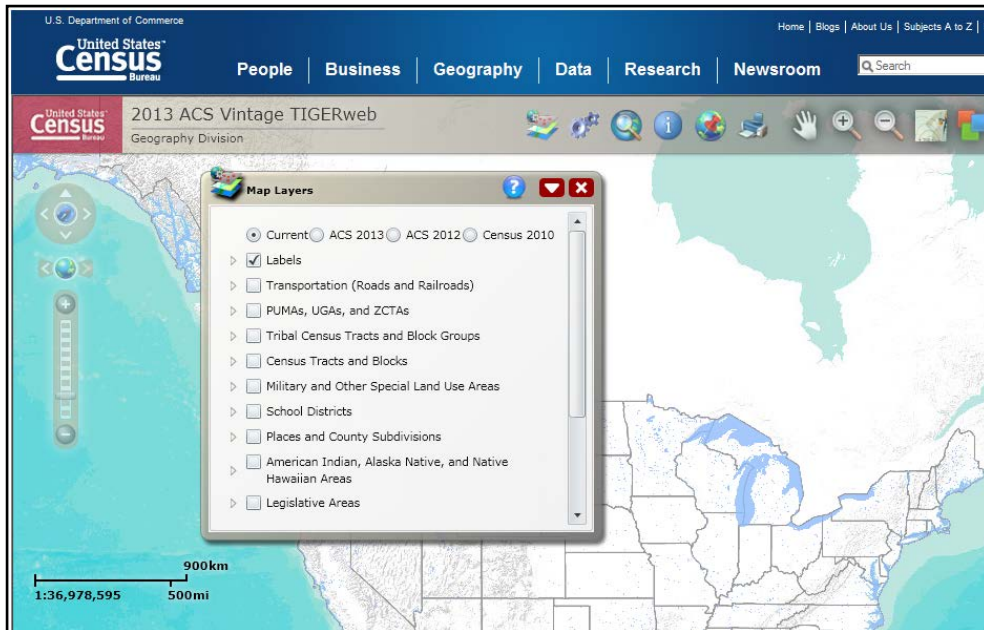 U.S. Department of Commerce
Home | Blogs | About Us | Subjects A to Z |
United States™
Census
Bureau
People | Business | Geography | Data | Research | Newsroom
Search
United States™
Census
Bureau
2013 ACS Vintage TIGERweb
Geography Division
Map Layers
Current ACS 2013 ACS 2012 Census 2010
Labels
Transportation (Roads and Railroads)
PUMAs, UGAs, and ZCTAs
Tribal Census Tracts and Block Groups
Census Tracts and Blocks
Military and Other Special Land Use Areas
School Districts
Places and County Subdivisions
American Indian, Alaska Native, and Native
Hawaiian Areas
Legislative Areas
900km
1:36,978,595 500mi